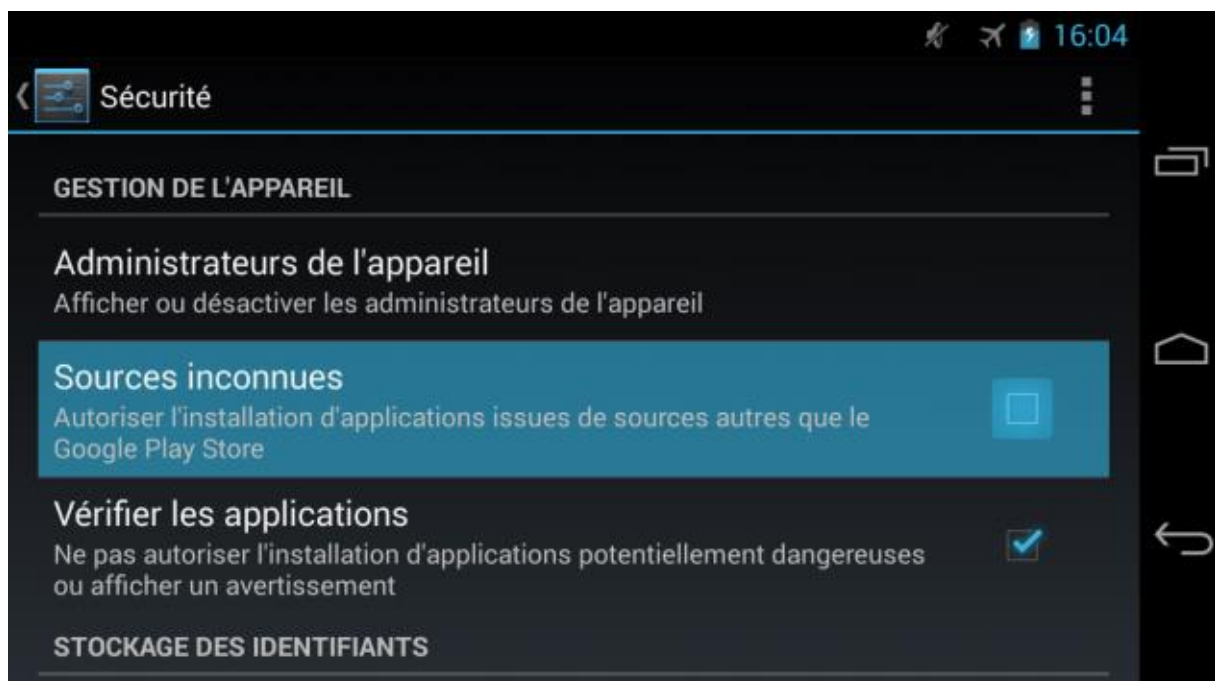 16:04
Sécurité
GESTION DE L'APPAREIL
Administrateurs de l'appareil
Afficher ou désactiver les administrateurs de l'appareil
Sources inconnues
Autoriser l'installation d'applications issues de sources autres que le
Google Play Store
Vérifier les applications
Ne pas autoriser l'installation d'applications potentiellement dangereuses
ou afficher un avertissement
STOCKAGE DES IDENTIFIANTS